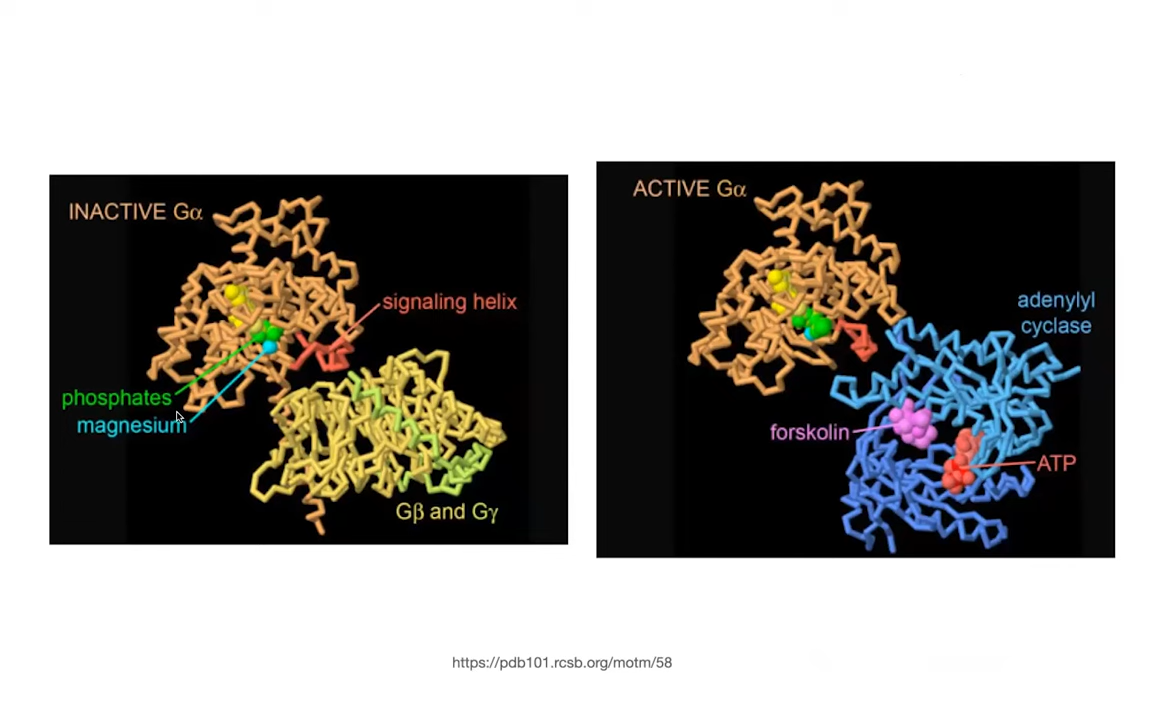 INACTIVE Gα
signaling helix
phosphates
magnesium
Gβ and Gγ
ACTIVE Gα
adenylyl
cyclase
forskolin
ATP
https://pdb101.rcsb.org/motm/58